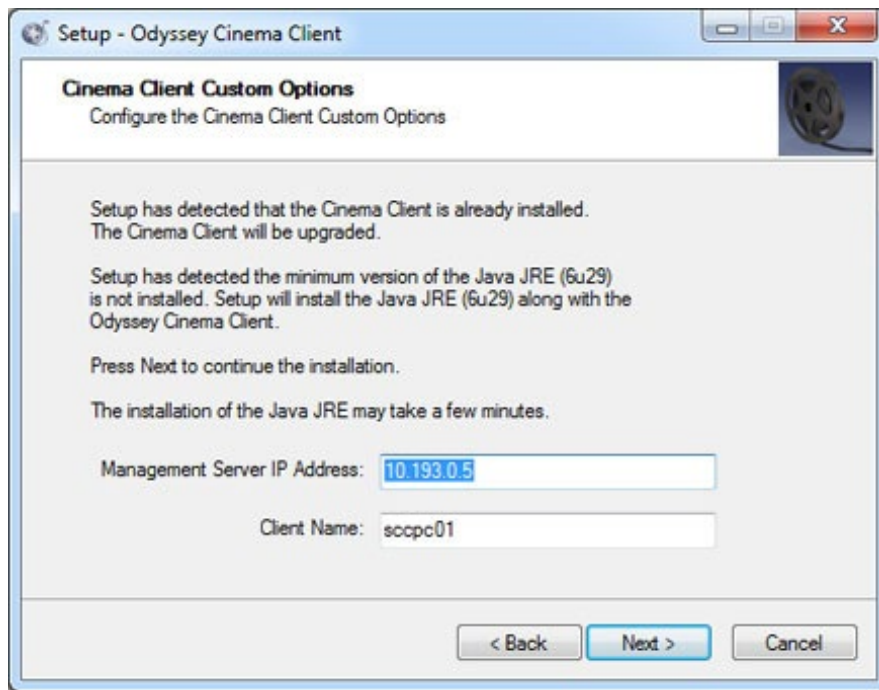 Setup - Odyssey Cinema Client
Cinema Client Custom Options
Configure the Cinema Client Custom Options
Setup has detected that the Cinema Client is already installed.
The Cinema Client will be upgraded.
Setup has detected the minimum version of the Java JRE (6u29)
is not installed. Setup will install the Java JRE (6u29) along with the
Odyssey Cinema Client.
Press Next to continue the installation.
The installation of the Java JRE may take a few minutes.
Management Server IP Address: 10.193.0.5
Client Name: sccpc01
< Back Next > Cancel